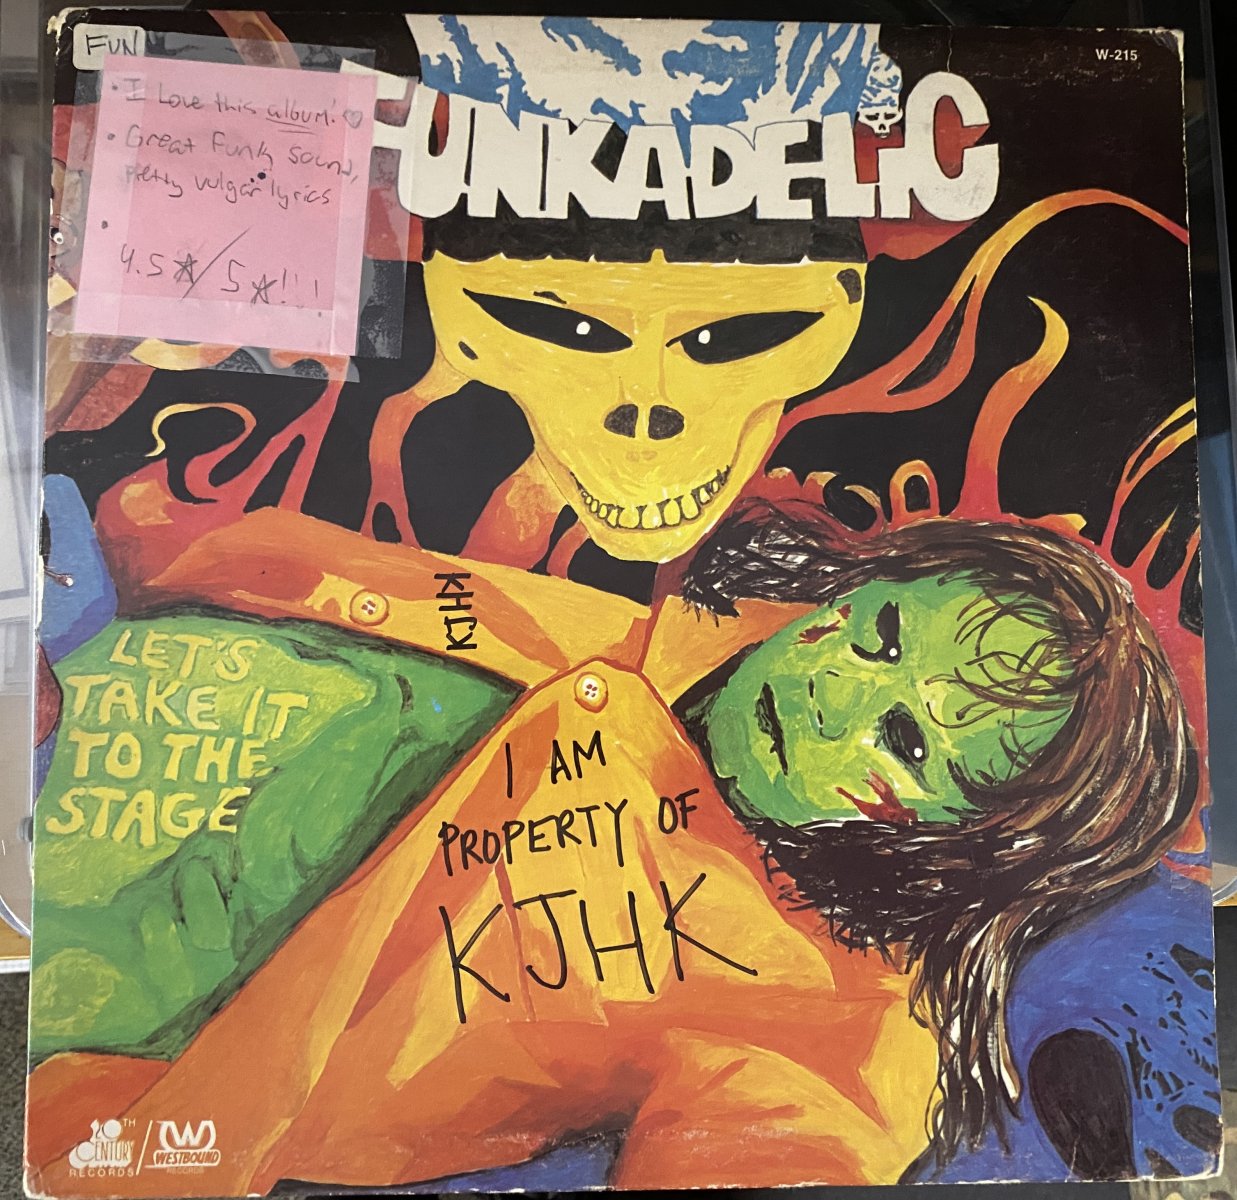 FUN
• I Love this album! ♡
• Great Funk sound,
pretty vulgar lyrics
•
4.5☆/5☆!!!
FUNKADELIC
W-215
KJHK
LET'S
TAKE IT
TO THE
STAGE
I AM
PROPERTY OF
KJHK
20TH
CENTURY
RECORDS
WESTBOUND
RECORDS